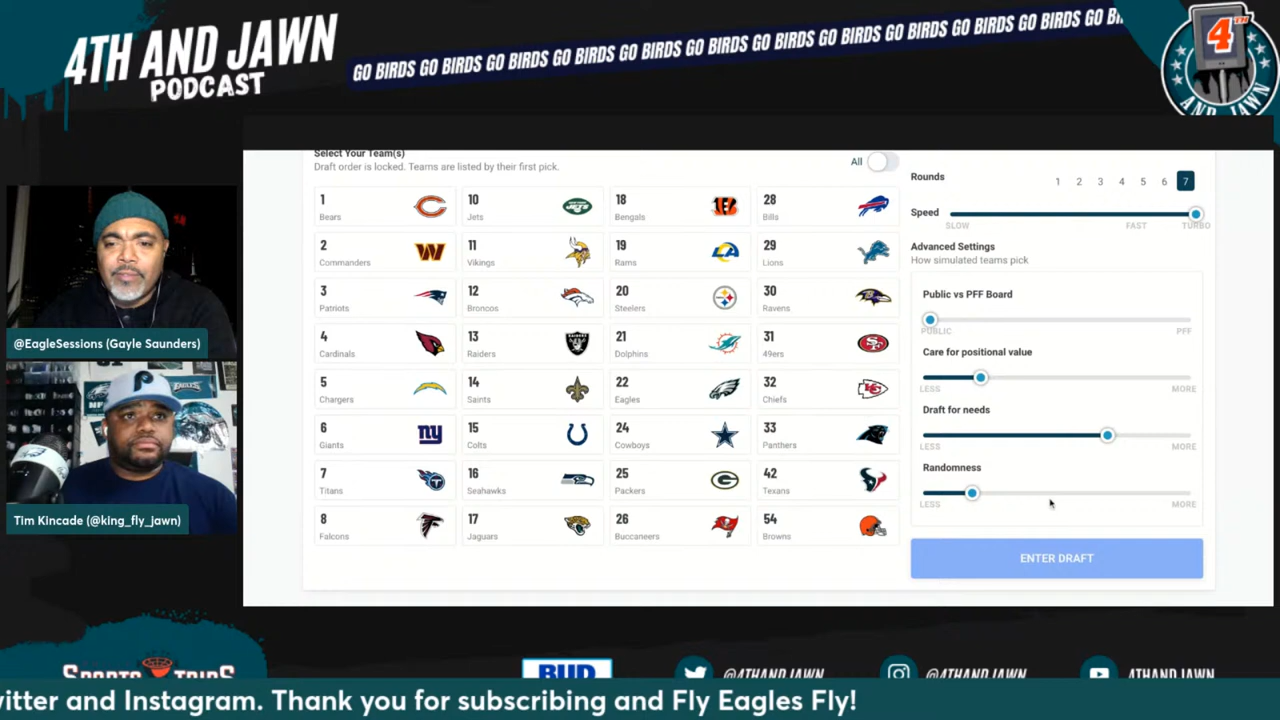 4TH AND JAWN
PODCAST
GO BIRDS GO BIRDS GO BIRDS GO BIRDS GO BIRDS GO BIRDS GO BIRDS GO BIRDS GO BI
4TH
AND JAWN
@EagleSessions (Gayle Saunders)
Tim Kincade (@king_fly_jawn)
Select Your Team(s)
Draft order is locked. Teams are listed by their first pick.
All
1
Bears
10
Jets
18
Bengals
28
Bills
2
Commanders
11
Vikings
19
Rams
29
Lions
3
Patriots
12
Broncos
20
Steelers
30
Ravens
4
Cardinals
13
Raiders
21
Dolphins
31
49ers
5
Chargers
14
Saints
22
Eagles
32
Chiefs
6
Giants
ny
15
Colts
24
Cowboys
33
Panthers
7
Titans
16
Seahawks
25
Packers
42
Texans
8
Falcons
17
Jaguars
26
Buccaneers
54
Browns
Rounds
1 2 3 4 5 6 7
Speed
SLOW FAST TURBO
Advanced Settings
How simulated teams pick
Public vs PFF Board
PUBLIC PFF
Care for positional value
LESS MORE
Draft for needs
LESS MORE
Randomness
LESS MORE
ENTER DRAFT
BUD
@4THANDJAWN
@4THANDJAWN
4THANDJAWN
witter and Instagram. Thank you for subscribing and Fly Eagles Fly!